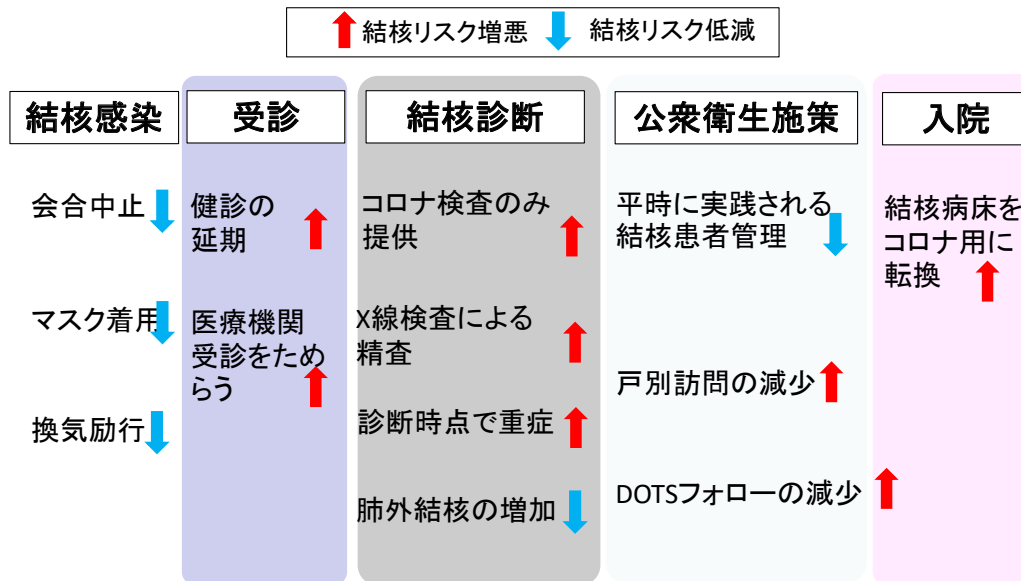 結核リスク増悪
結核リスク低減
結核感染
会合中止
マスク着用
換気励行
受診
健診の
延期
医療機関
受診をため
らう
結核診断
コロナ検査のみ
提供
X線検査による
精査
診断時点で重症
肺外結核の増加
公衆衛生施策
平時に実践される
結核患者管理
戸別訪問の減少
DOTSフォローの減少
入院
結核病床を
コロナ用に
転換